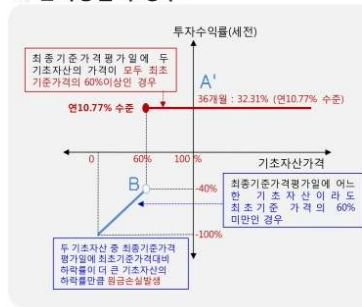 투자수익률(세전)
최종기준가격평가일에 두
기초자산의 가격이 모두 최초
기준가격의 60%이상인 경우
A'
36개월 : 32.31% (연10.77% 수준)
연10.77% 수준
0
60%
100 %
기초자산가격
B
-40%
최종기준가격평가일에 어느
한 기초자산이라도
최초기준 가격의 60%
미만인 경우
-100%
두 기초자산 중 최종기준가격
평가일에 최초기준가격대비
하락률이 더 큰 기초자산의
하락률만큼 원금손실발생